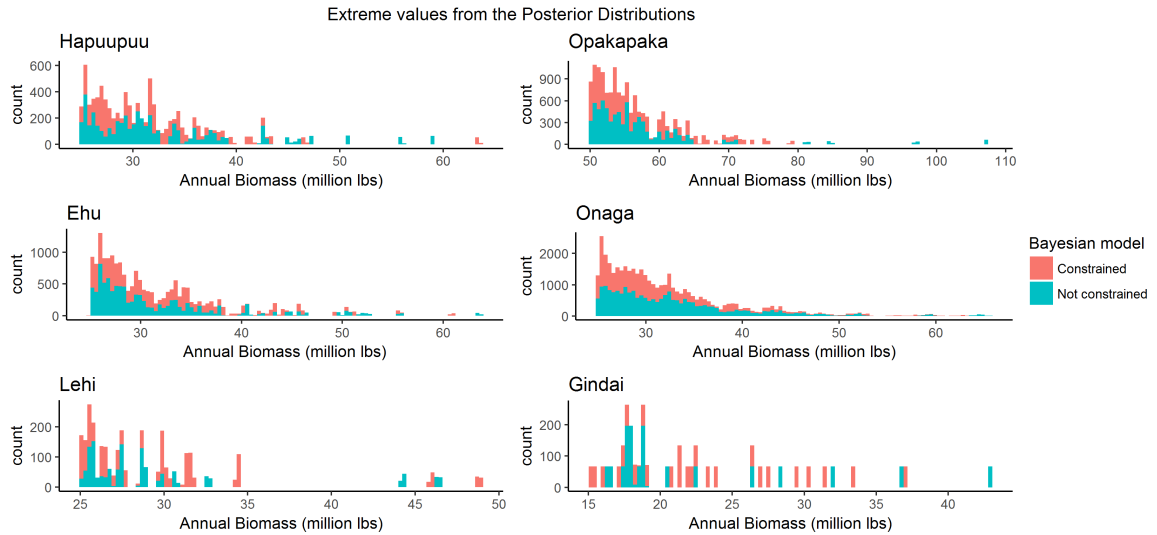 Extreme values from the Posterior Distributions
Hapuupuu
count
600
400
200
0
30
40
50
60
Annual Biomass (million lbs)
Opakapaka
count
900
600
300
0
50
60
70
80
90
100
110
Annual Biomass (million lbs)
Ehu
count
1000
500
0
30
40
50
60
Annual Biomass (million lbs)
Onaga
count
2000
1000
0
30
40
50
60
Annual Biomass (million lbs)
Lehi
count
200
100
0
25
30
35
40
45
50
Annual Biomass (million lbs)
Gindai
count
200
100
0
15
20
25
30
35
40
Annual Biomass (million lbs)
Bayesian model
Constrained
Not constrained